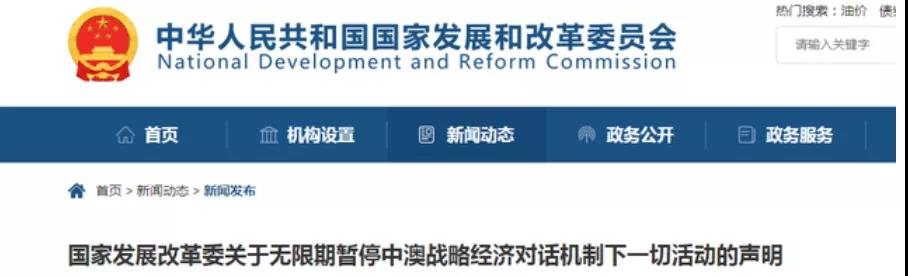 热门搜索：油价 债
中华人民共和国国家发展和改革委员会
National Development and Reform Commission
请输入关键字
首页 机构设置 新闻动态 政务公开 政务服务
首页 > 新闻动态 > 新闻发布
国家发展改革委关于无限期暂停中澳战略经济对话机制下一切活动的声明